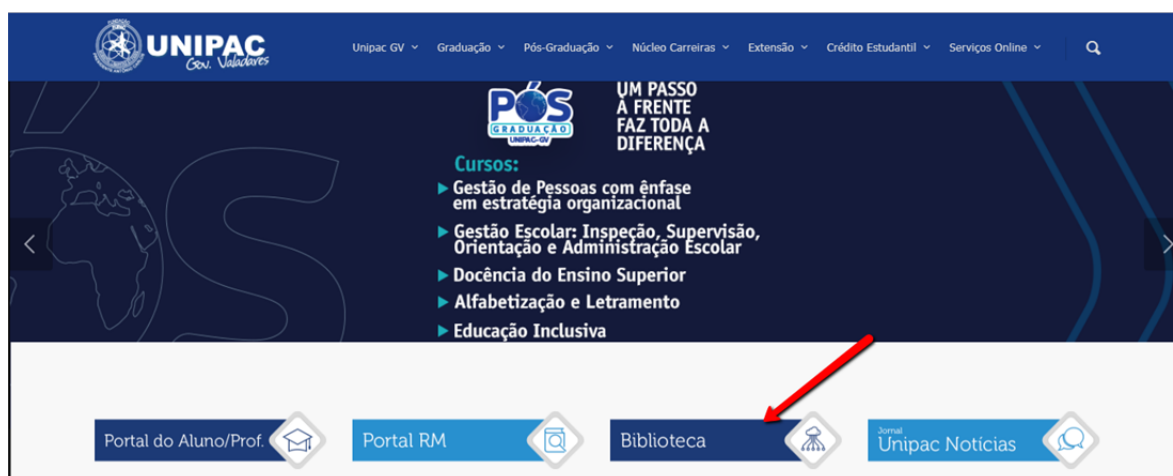 UNIPAC
Gov. Valadares
Unipac GV
Graduação
Pós-Graduação
Núcleo Carreiras
Extensão
Crédito Estudantil
Serviços Online
PÓS
GRADUAÇÃO
UNIPAC-GV
UM PASSO
À FRENTE
FAZ TODA A
DIFERENÇA
Cursos:
Gestão de Pessoas com ênfase
em estratégia organizacional
Gestão Escolar: Inspeção, Supervisão,
Orientação e Administração Escolar
Docência do Ensino Superior
Alfabetização e Letramento
Educação Inclusiva
Portal do Aluno/Prof.
Portal RM
Biblioteca
Jornal
Unipac Notícias